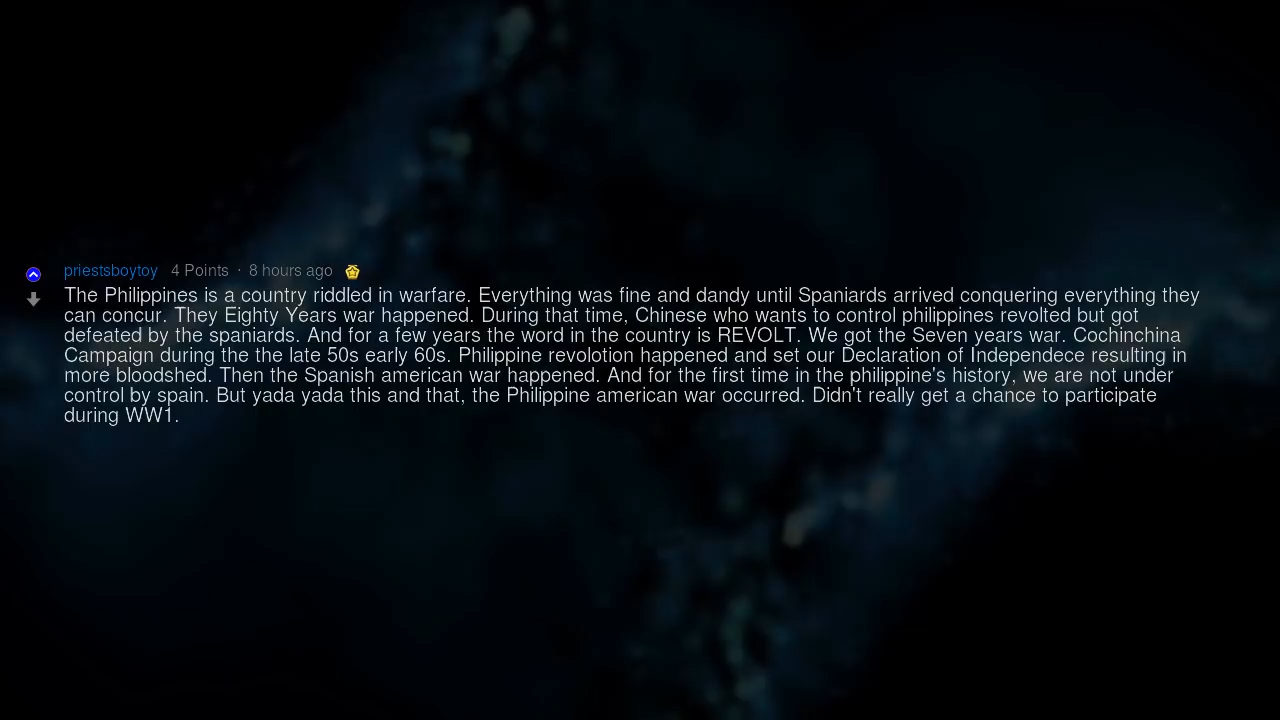 priestsboytoy 4 Points · 8 hours ago
The Philippines is a country riddled in warfare. Everything was fine and dandy until Spaniards arrived conquering everything they
can concur. They Eighty Years war happened. During that time, Chinese who wants to control philippines revolted but got
defeated by the spaniards. And for a few years the word in the country is REVOLT. We got the Seven years war. Cochinchina
Campaign during the the late 50s early 60s. Philippine revolotion happened and set our Declaration of Independece resulting in
more bloodshed. Then the Spanish american war happened. And for the first time in the philippine's history, we are not under
control by spain. But yada yada this and that, the Philippine american war occurred. Didn't really get a chance to participate
during WW1.